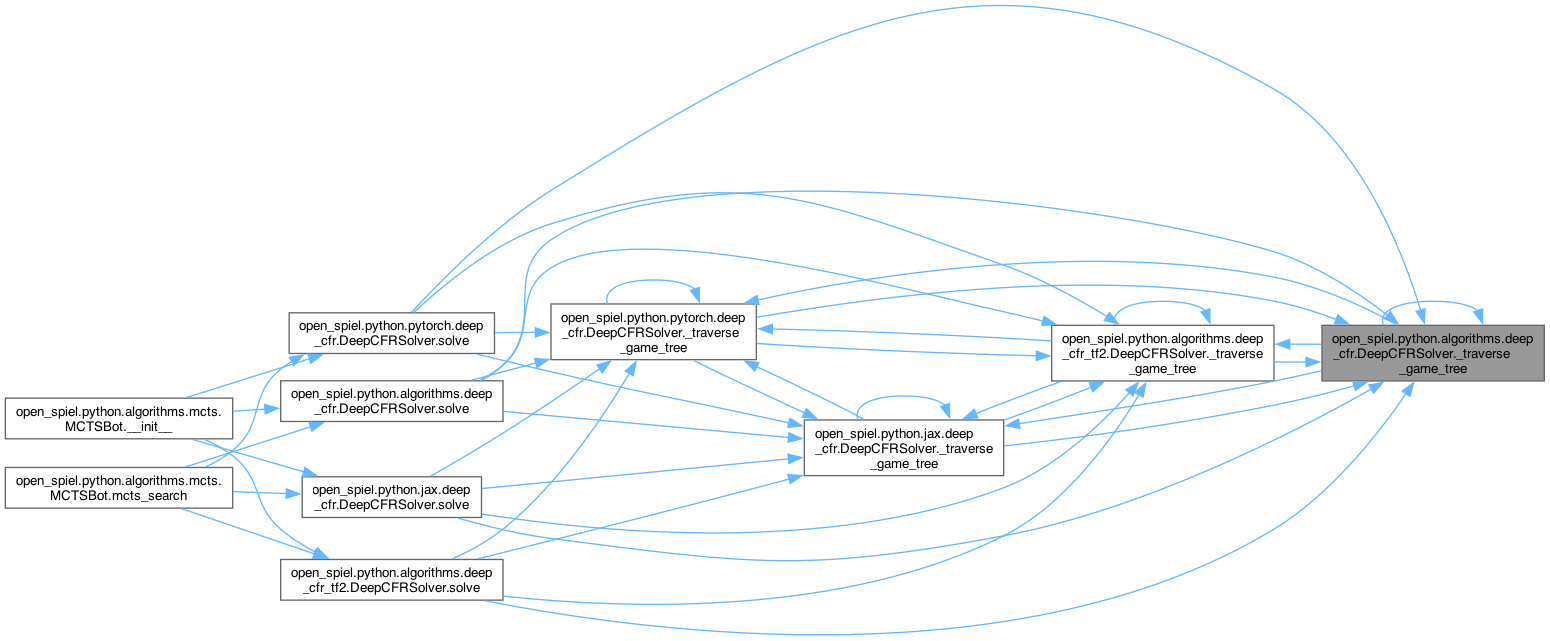 open_spiel.python.algorithms.mcts.
MCTSBot.__init__
open_spiel.python.algorithms.mcts.
MCTSBot.mcts_search
open_spiel.python.pytorch.deep
_cfr.DeepCFRSolver.solve
open_spiel.python.algorithms.deep
_cfr.DeepCFRSolver.solve
open_spiel.python.jax.deep
_cfr.DeepCFRSolver.solve
open_spiel.python.algorithms.deep
_cfr_tf2.DeepCFRSolver.solve
open_spiel.python.pytorch.deep
_cfr.DeepCFRSolver._traverse
_game_tree
open_spiel.python.jax.deep
_cfr.DeepCFRSolver._traverse
_game_tree
open_spiel.python.algorithms.deep
_cfr_tf2.DeepCFRSolver._traverse
_game_tree
open_spiel.python.algorithms.deep
_cfr.DeepCFRSolver._traverse
_game_tree